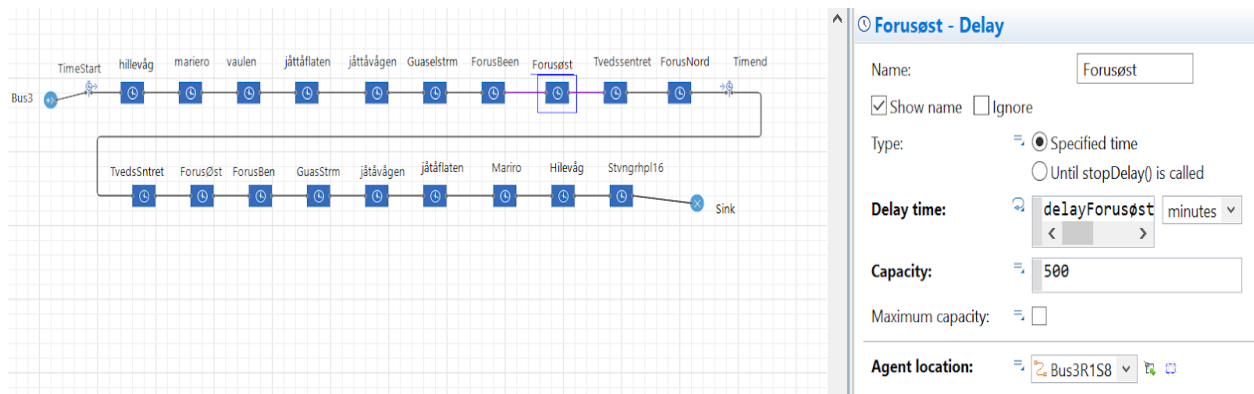 TimeStart hillevåg mariero vaulen jåttåflaten jåttåvågen Guaselstrm ForusBeen Forusøst Tvedssentret ForusNord Timend
Bus3
TvedsSntret ForusØst ForusBen GuasStrm jåtåvågen jåtåflaten Mariro Hilevåg Stvngrhpl16
Sink
Forusøst - Delay
Name: Forusøst
Show name Ignore
Type: Specified time
Until stopDelay() is called
Delay time: delayForusøst minutes
Capacity: 500
Maximum capacity:
Agent location: Bus3R1S8